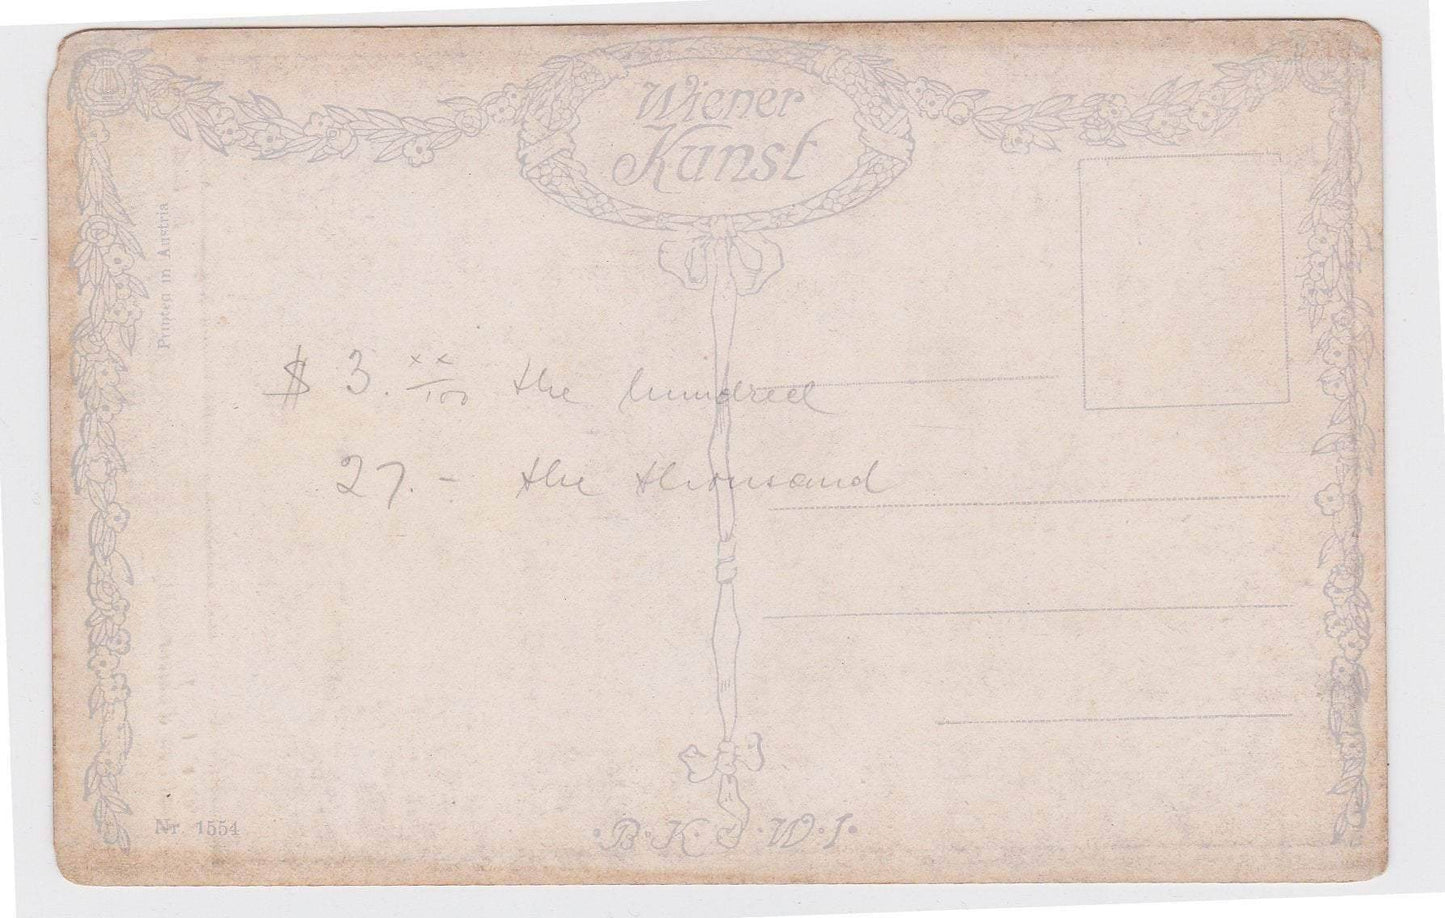 Wiener
Kunst
Printed in Austria
$ 3. xx/100 the hundred
27. - the thousand
Nr. 1554
·B·K· ·W·I·